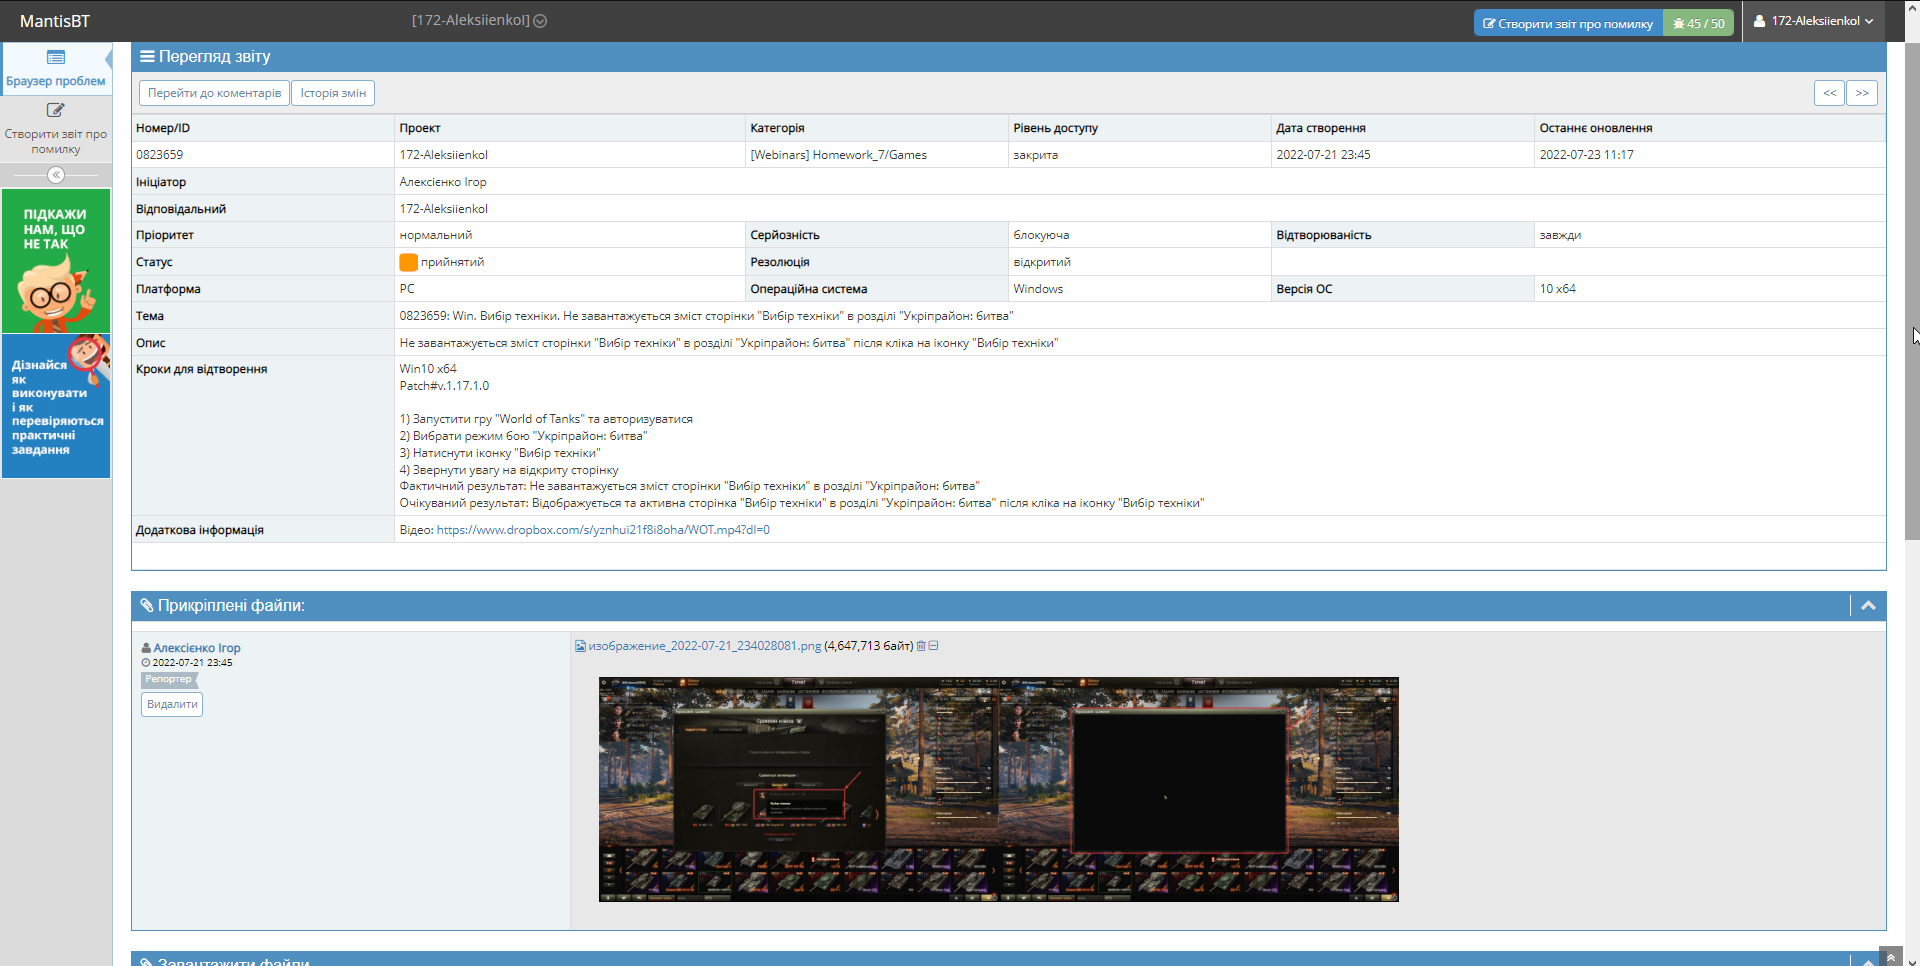 MantisBT
[172-Aleksiienkol]
Створити звіт про помилку
45 / 50
172-Aleksiienkol
Браузер проблем
Створити звіт про
помилку
ПІДКАЖИ
НАМ, ЩО
НЕ ТАК
Дізнайся
як
виконувати
і як
перевіряються
практичні
завдання
Перегляд звіту
Перейти до коментарів
Історія змін
<<
>>
Номер/ID Проект Категорія Рівень доступу Дата створення Останнє оновлення
0823659 172-Aleksiienkol [Webinars] Homework_7/Games закрита 2022-07-21 23:45 2022-07-23 11:17
Ініціатор Алексієнко Ігор
Відповідальний 172-Aleksiienkol
Пріоритет нормальний Серйозність блокуюча Відтворюваність завжди
Статус прийнятий Резолюція відкритий
Платформа PC Операційна система Windows Версія ОС 10 x64
Тема 0823659: Win. Вибір техніки. Не завантажується зміст сторінки "Вибір техніки" в розділі "Укріпрайон: битва"
Опис Не завантажується зміст сторінки "Вибір техніки" в розділі "Укріпрайон: битва" після кліка на іконку "Вибір техніки"
Кроки для відтворення Win10 x64
Patch#v.1.17.1.0
1) Запустити гру "World of Tanks" та авторизуватися
2) Вибрати режим бою "Укріпрайон: битва"
3) Натиснути іконку "Вибір техніки"
4) Звернути увагу на відкриту сторінку
Фактичний результат: Не завантажується зміст сторінки "Вибір техніки" в розділі "Укріпрайон: битва"
Очікуваний результат: Відображується та активна сторінка "Вибір техніки" в розділі "Укріпрайон: битва" після кліка на іконку "Вибір техніки"
Додаткова інформація Відео: https://www.dropbox.com/s/yznhui21f8i8oha/WOT.mp4?dl=0
Прикріплені файли:
Алексієнко Ігор
2022-07-21 23:45
Репортер
Видалити
изображение_2022-07-21_234028081.png (4,647,713 байт)
Завантажити файли